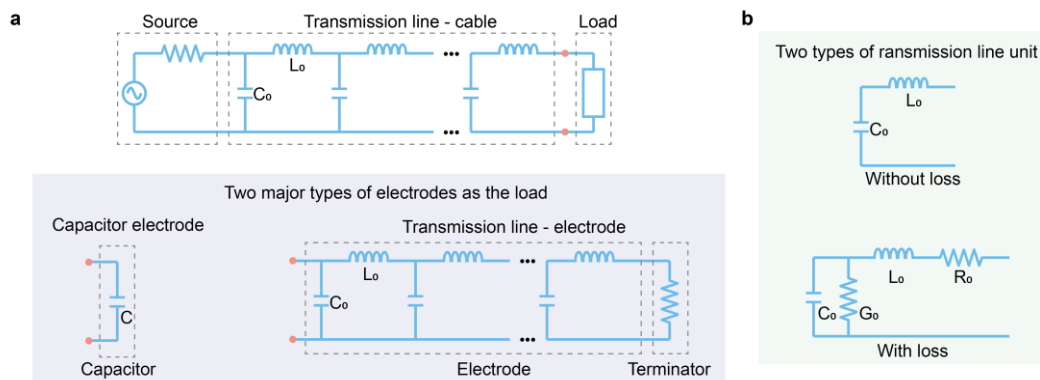 a
Source
Transmission line - cable
Load
L₀
C₀
...
...
Two major types of electrodes as the load
Capacitor electrode
C
Capacitor
Transmission line - electrode
L₀
C₀
...
...
Electrode
Terminator
b
Two types of ransmission line unit
L₀
C₀
Without loss
L₀
R₀
C₀
G₀
With loss